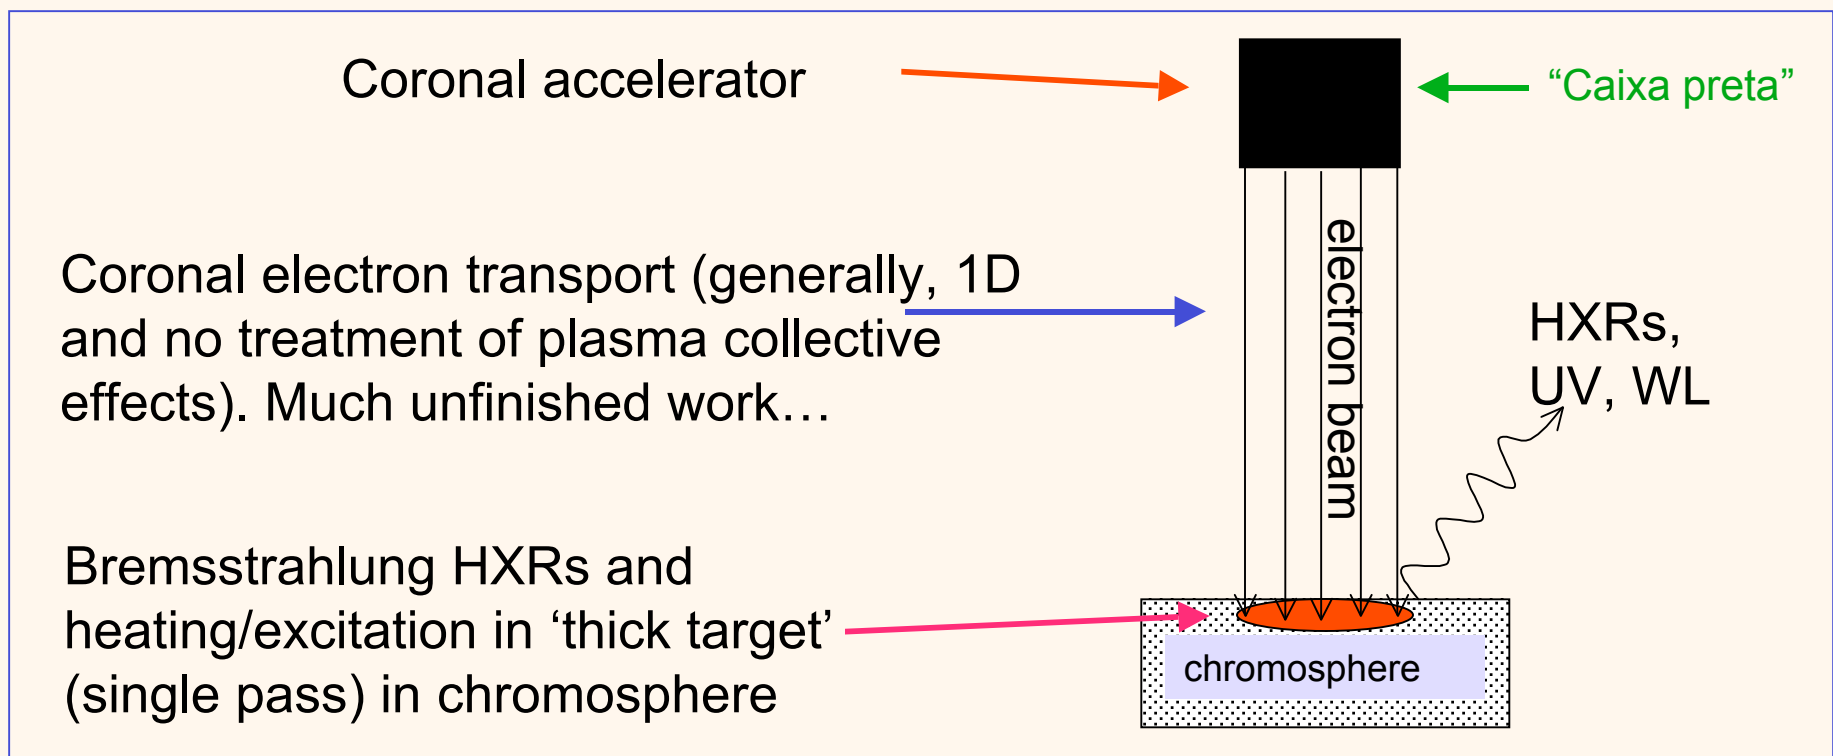 Coronal accelerator
“Caixa preta”
Coronal electron transport (generally, 1D
and no treatment of plasma collective
effects). Much unfinished work…
electron beam
HXRs,
UV, WL
Bremsstrahlung HXRs and
heating/excitation in ‘thick target’
(single pass) in chromosphere
chromosphere